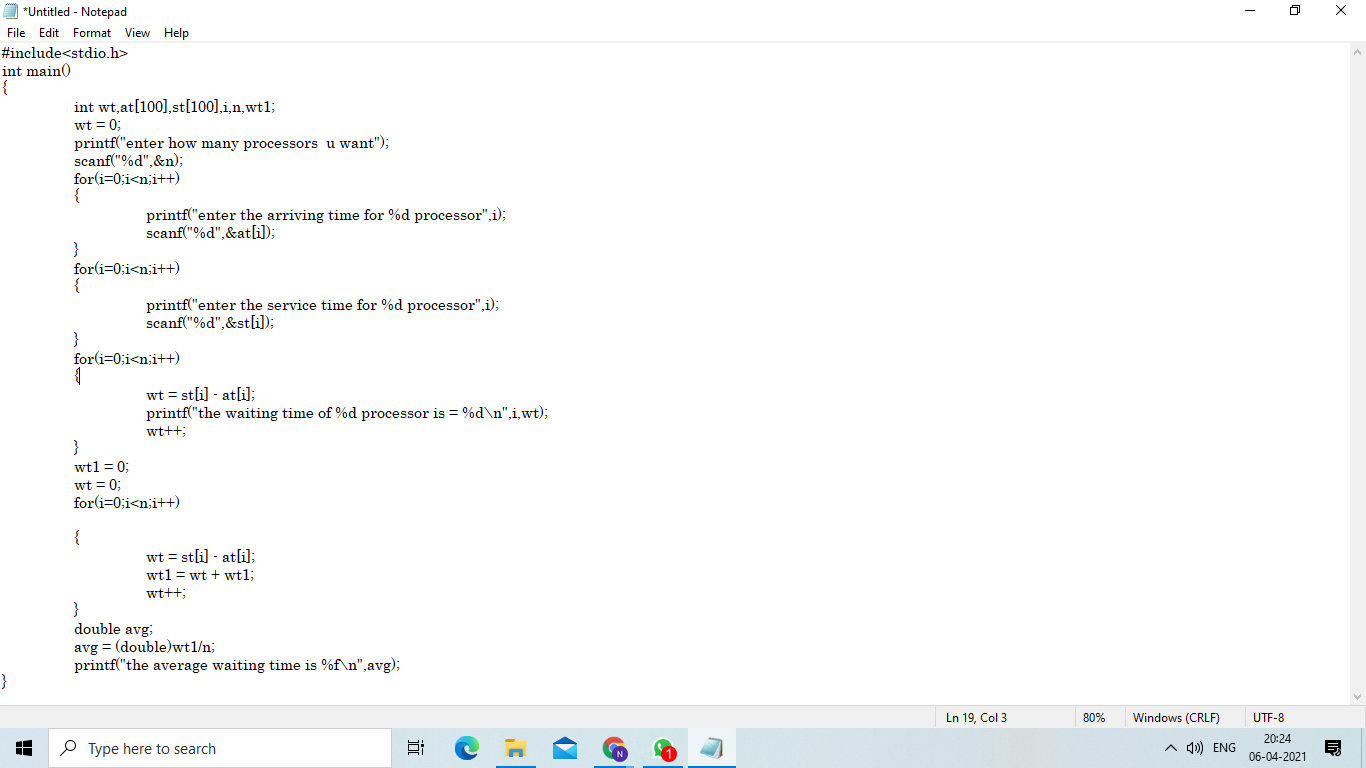 *Untitled - Notepad
File Edit Format View Help
#include<stdio.h>
int main()
{
int wt,at[100],st[100],i,n,wt1;
wt = 0;
printf("enter how many processors  u want");
scanf("%d",&n);
for(i=0;i<n;i++)
{
printf("enter the arriving time for %d processor",i);
scanf("%d",&at[i]);
}
for(i=0;i<n;i++)
{
printf("enter the service time for %d processor",i);
scanf("%d",&st[i]);
}
for(i=0;i<n;i++)
{
wt = st[i] - at[i];
printf("the waiting time of %d processor is = %d\n",i,wt);
wt++;
}
wt1 = 0;
wt = 0;
for(i=0;i<n;i++)
{
wt = st[i] - at[i];
wt1 = wt + wt1;
wt++;
}
double avg;
avg = (double)wt1/n;
printf("the average waiting time is %f\n",avg);
}
Ln 19, Col 3 80% Windows (CRLF) UTF-8
Type here to search N 1 ENG 20:24
06-04-2021